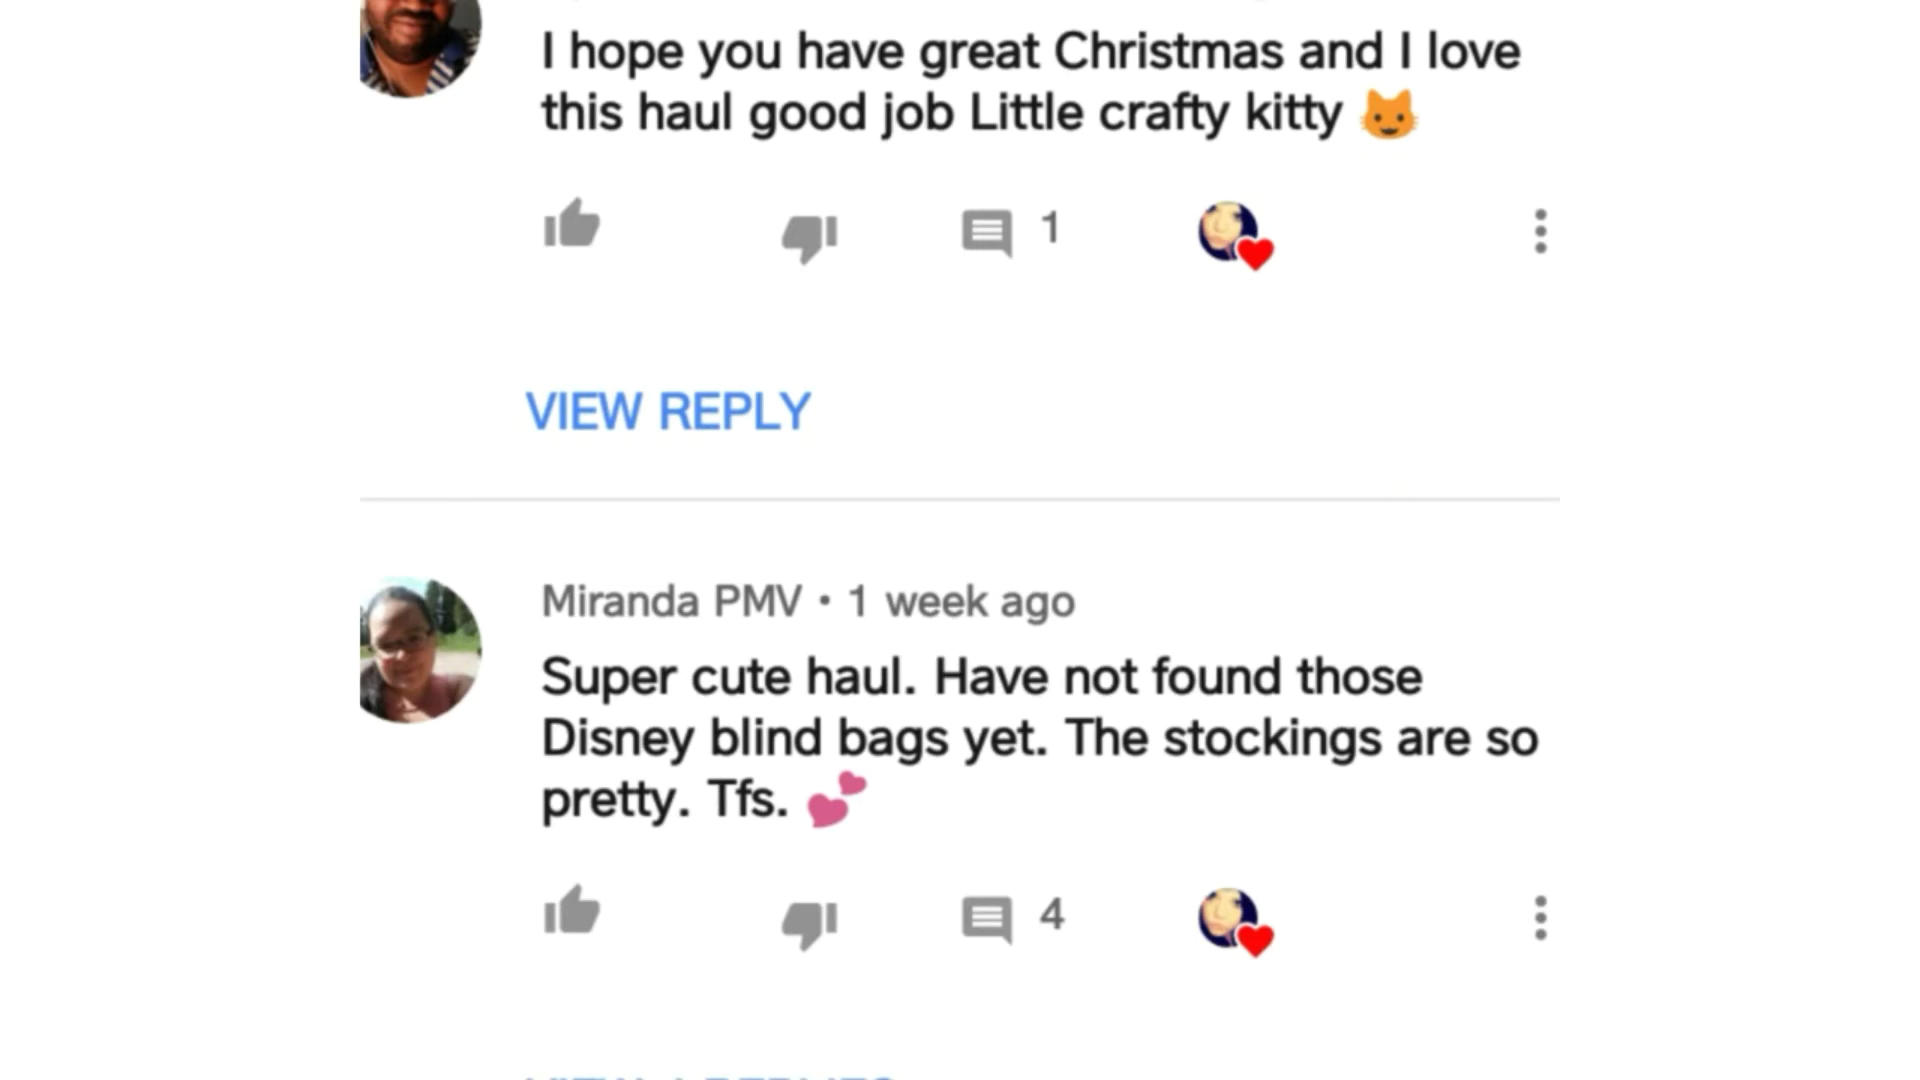 I hope you have great Christmas and I love
this haul good job Little crafty kitty 😺
1
VIEW REPLY
Miranda PMV • 1 week ago
Super cute haul. Have not found those
Disney blind bags yet. The stockings are so
pretty. Tfs. 💕
4